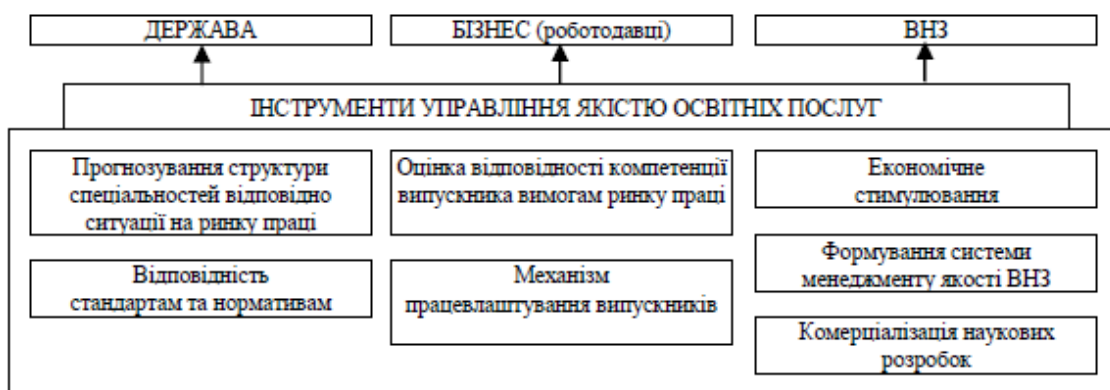 ДЕРЖАВА
БІЗНЕС (роботодавці)
ВНЗ
ІНСТРУМЕНТИ УПРАВЛІННЯ ЯКІСТЮ ОСВІТНІХ ПОСЛУГ
Прогнозування структури
спеціальностей відповідно
ситуації на ринку праці
Відповідність
стандартам та нормативам
Оцінка відповідності компетенції
випускника вимогам ринку праці
Механізм
працевлаштування випускників
Економічне
стимулювання
Формування системи
менеджменту якості ВНЗ
Комерціалізація наукових
розробок